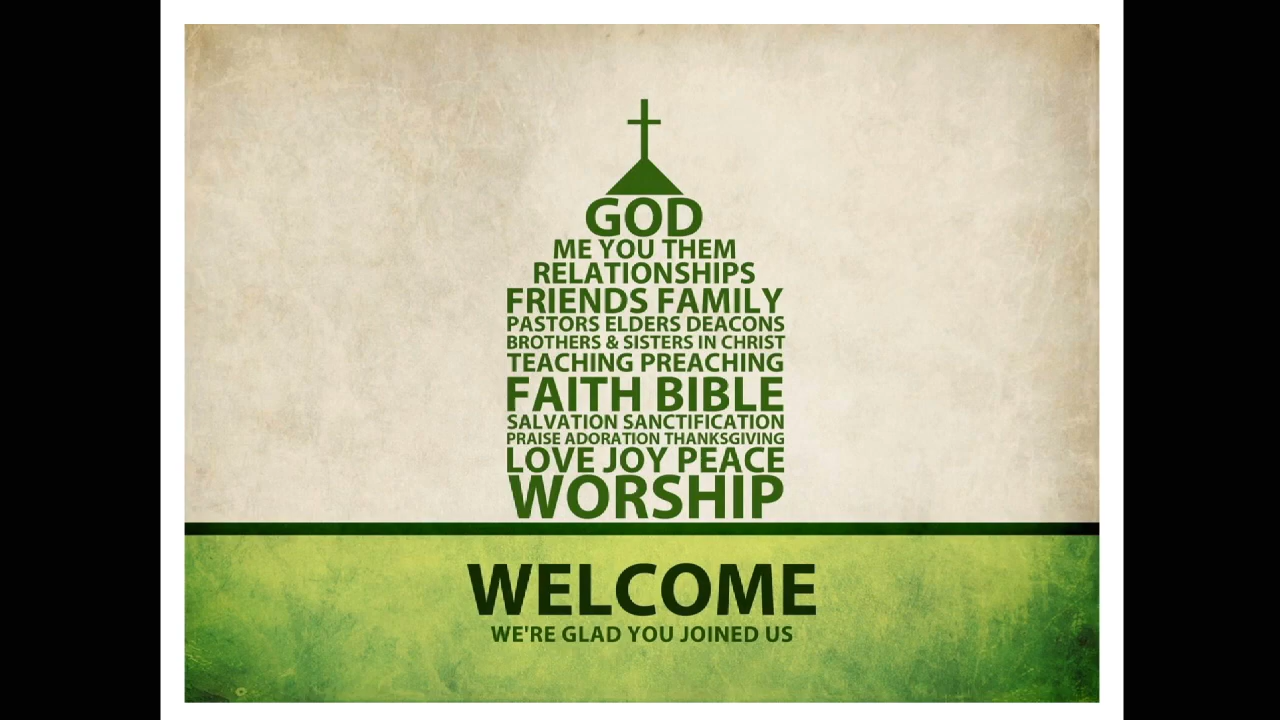 GOD
ME YOU THEM
RELATIONSHIPS
FRIENDS FAMILY
PASTORS ELDERS DEACONS
BROTHERS & SISTERS IN CHRIST
TEACHING PREACHING
FAITH BIBLE
SALVATION SANCTIFICATION
PRAISE ADORATION THANKSGIVING
LOVE JOY PEACE
WORSHIP
WELCOME
WE'RE GLAD YOU JOINED US